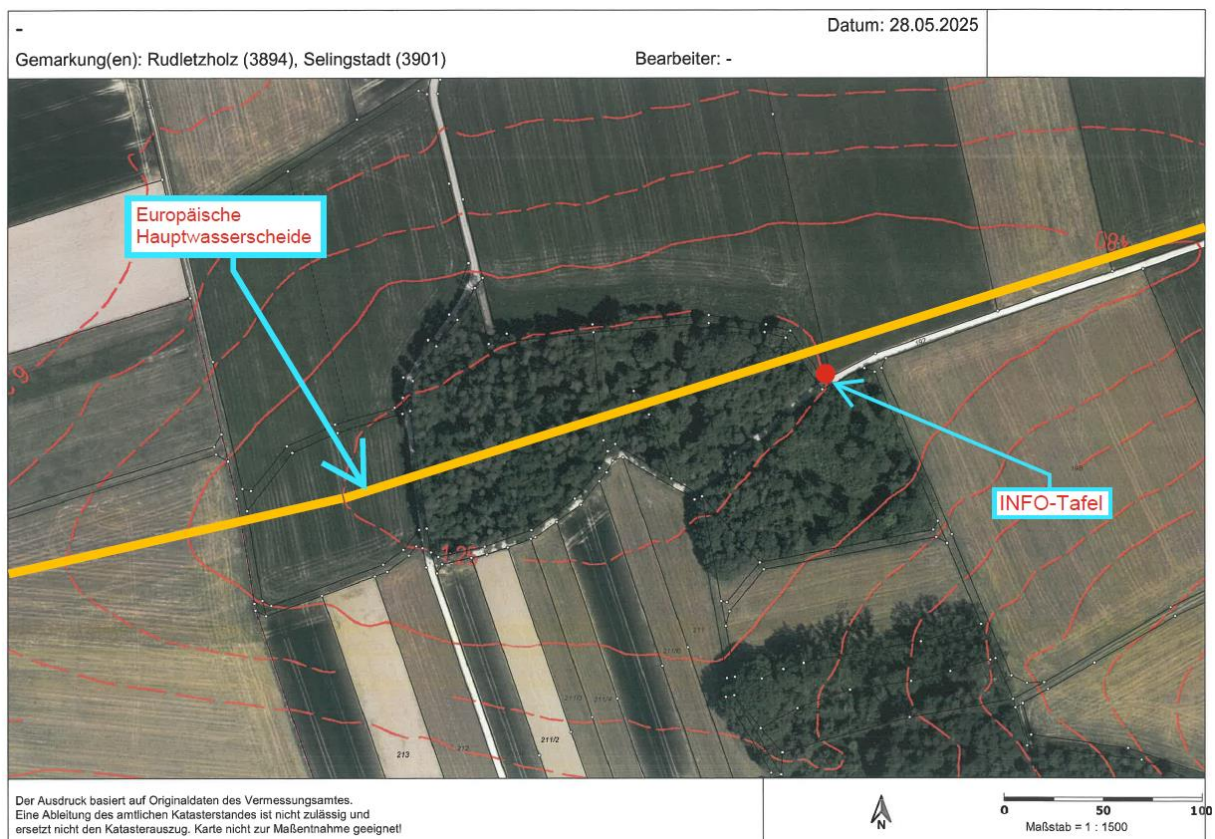 -
Datum: 28.05.2025
Gemarkung(en): Rudletzholz (3894), Selingstadt (3901)
Bearbeiter: -
Europäische
Hauptwasserscheide
480
INFO-Tafel
213
212
211/2
211
Der Ausdruck basiert auf Originaldaten des Vermessungsamtes.
Eine Ableitung des amtlichen Katasterstandes ist nicht zulässig und
ersetzt nicht den Katasterauszug. Karte nicht zur Maßentnahme geeignet!
N
0 50 100
Maßstab = 1 : 1500